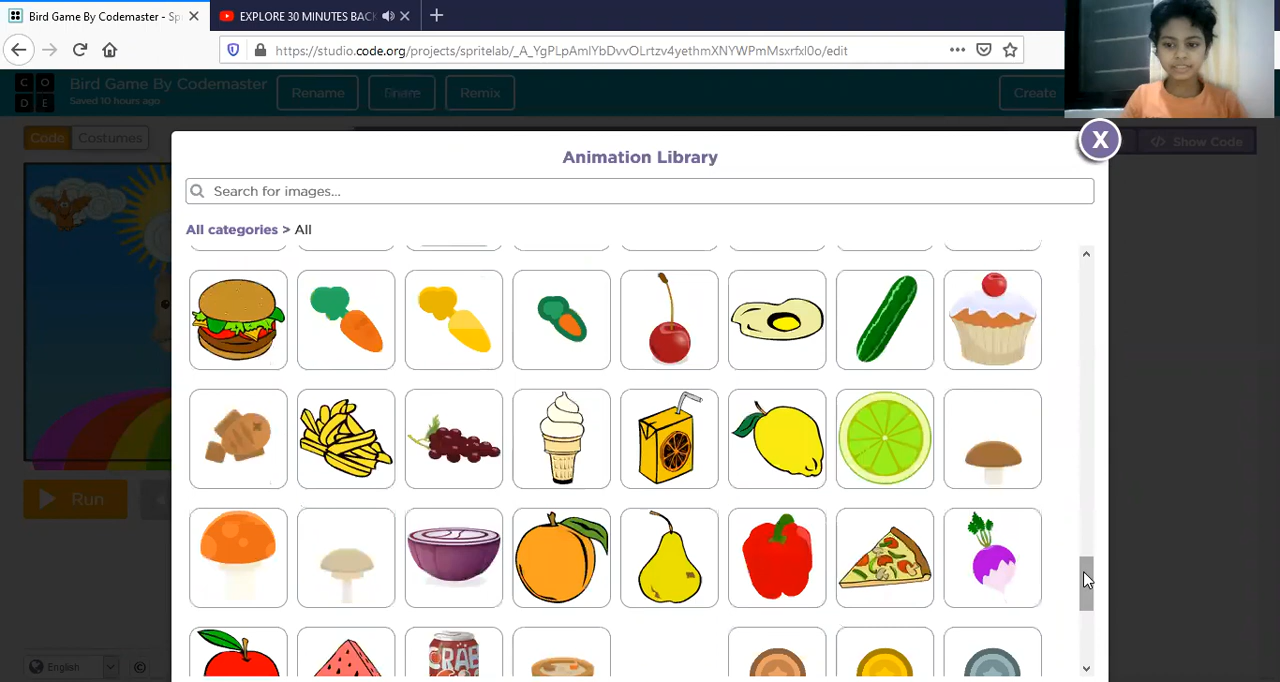 Bird Game By Codemaster - Sp
EXPLORE 30 MINUTES BACK
https://studio.code.org/projects/spritelab/_A_YgPLpAmlYbDvvOLrtzv4yethmXNYWPmMsxrfxl0o/edit
C O
D E
Bird Game By Codemaster
Saved 10 hours ago
Rename
Share
Remix
Create
Code
Costumes
Show Code
Animation Library
X
Search for images...
All categories > All
Run
CRAB
English
©